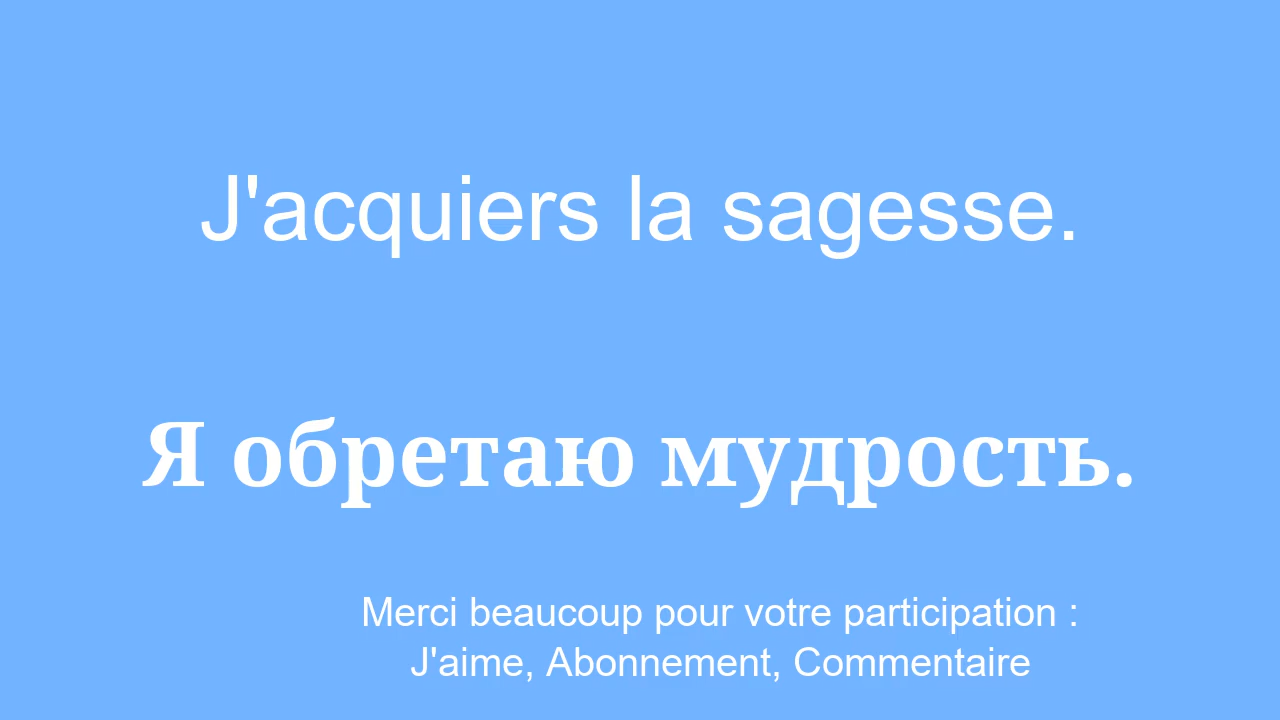 J'acquiers la sagesse.
Я обретаю мудрость.
Merci beaucoup pour votre participation :
J'aime, Abonnement, Commentaire